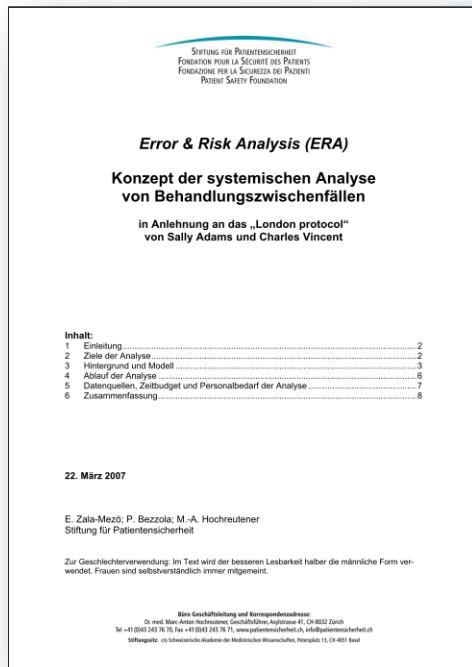 STIFTUNG FÜR PATIENTENSICHERHEIT
FONDATION POUR LA SÉCURITÉ DES PATIENTS
FONDAZIONE PER LA SICUREZZA DEI PAZIENTI
PATIENT SAFETY FOUNDATION
Error & Risk Analysis (ERA)
Konzept der systemischen Analyse
von Behandlungszwischenfällen
in Anlehnung an das „London protocol“
von Sally Adams und Charles Vincent
Inhalt:
1 Einleitung.....2
2 Ziele der Analyse.....2
3 Hintergrund und Modell.....3
4 Ablauf der Analyse.....6
5 Datenquellen, Zeitbudget und Personalbedarf der Analyse.....7
6 Zusammenfassung.....8
22. März 2007
E. Zala-Mezö; P. Bezzola; M.-A. Hochreutener
Stiftung für Patientensicherheit
Zur Geschlechterverwendung: Im Text wird der besseren Lesbarkeit halber die männliche Form ver-
wendet. Frauen sind selbstverständlich immer mitgemeint.
Büro Geschäftsleitung und Korrespondenzadresse:
Dr. med. Marc-Anton Hochreutener, Geschäftsführer, Asylstrasse 41, CH-8032 Zürich
Tel +41 (0)43 243 76 70, Fax +41 (0)43 243 76 71, www.patientensicherheit.ch, info@patientensicherheit.ch
Stiftungssitz: c/o Schweizerische Akademie der Medizinischen Wissenschaften, Petersplatz 13, CH-4051 Basel